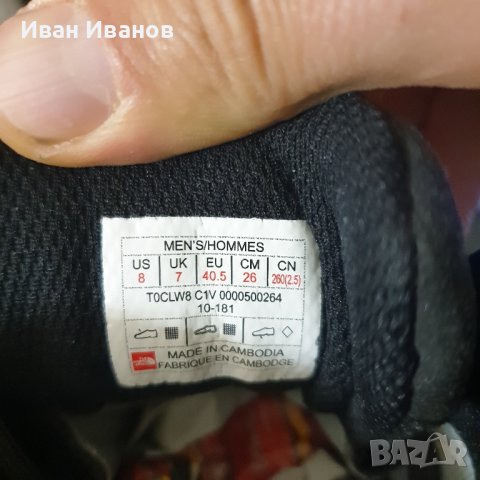 Иван Иванов
MEN'S/HOMMES
US UK EU CM CN
8 7 40.5 26 260(2.5)
T0CLW8 C1V 0000500264
10-181
MADE IN CAMBODIA
FABRIQUE EN CAMBODGE
BAZAR